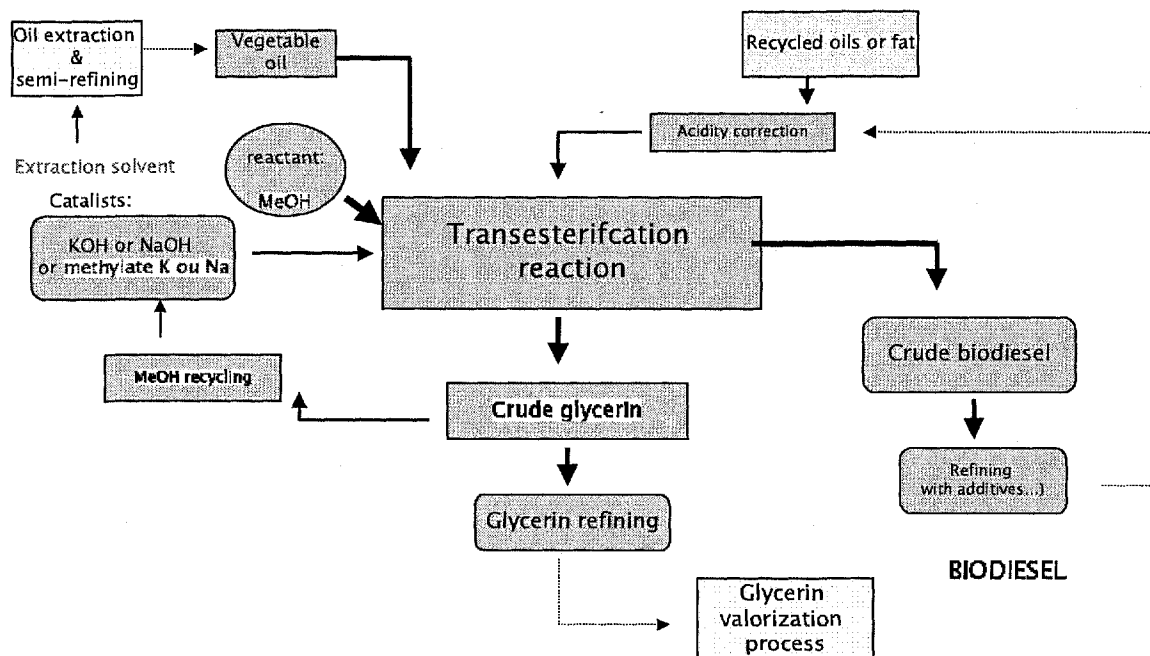 Oil extraction
&
semi-refining
Vegetable
oil
Recycled oils or fat
Acidity correction
Extraction solvent
reactant:
MeOH
Catalists:
KOH or NaOH
or methylate K ou Na
Transesterifcation
reaction
MeOH recycling
Crude glycerin
Crude biodiesel
Refining
with additives...)
Glycerin refining
BIODIESEL
Glycerin
valorization
process